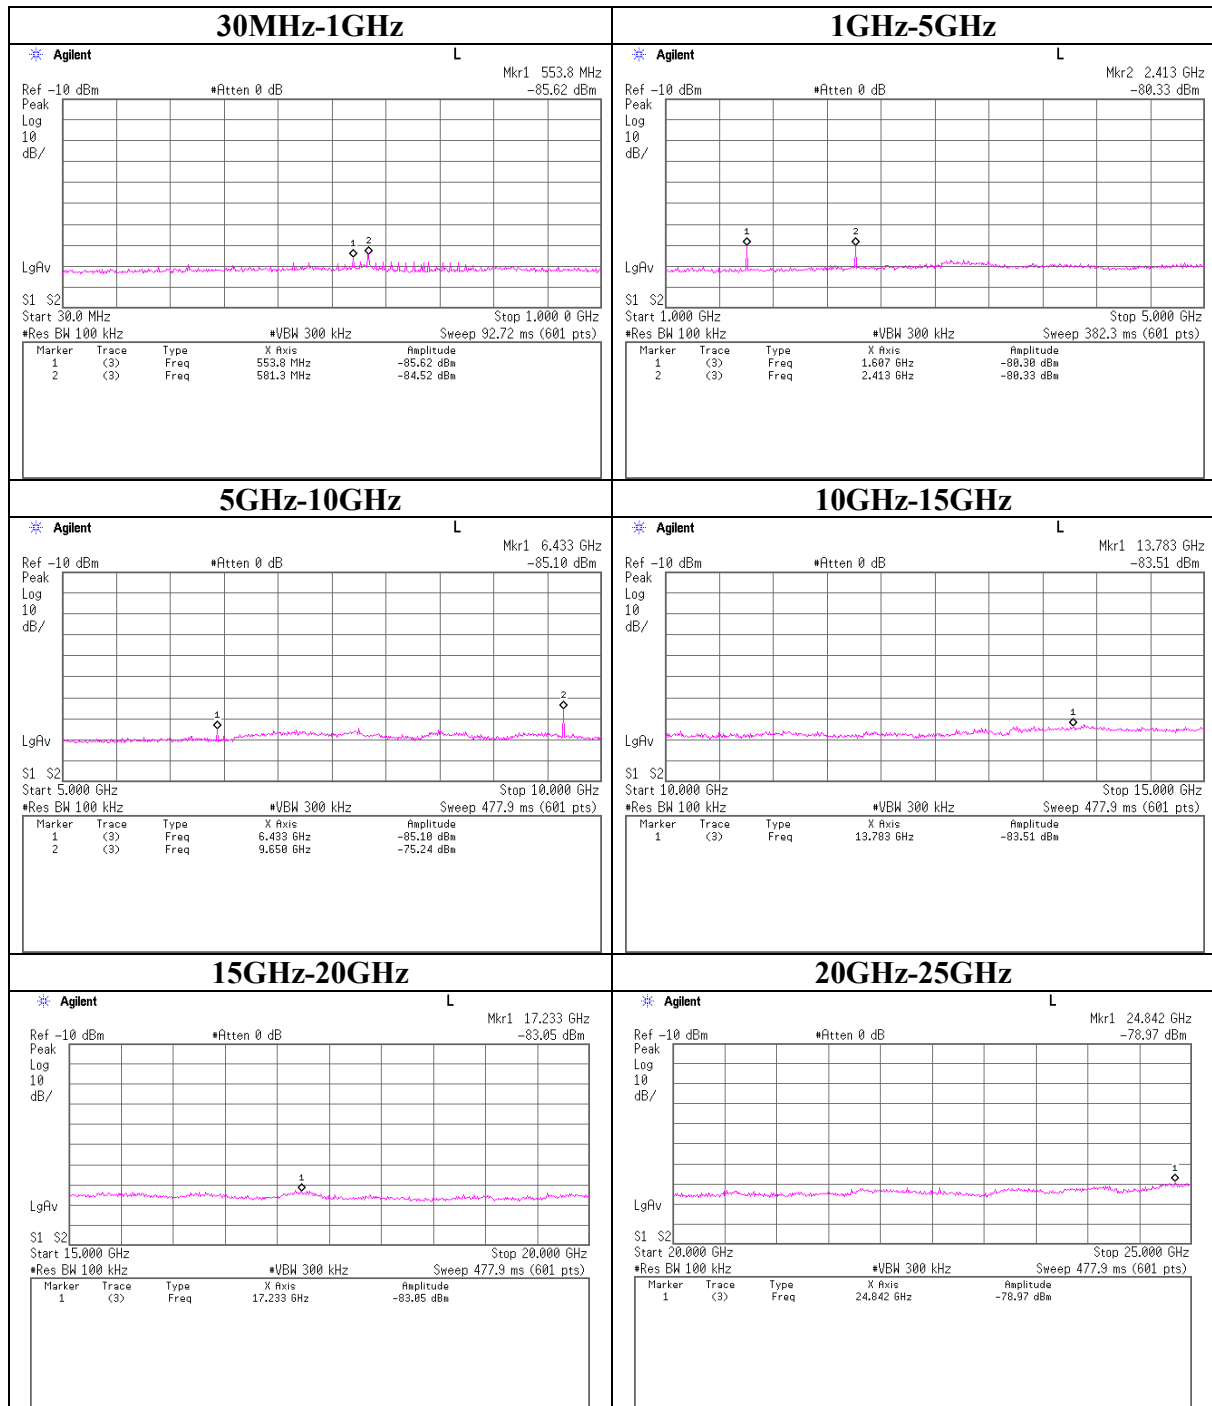 30MHz-1GHz
Agilent L
Mkr1 553.8 MHz
Ref -10 dBm #Atten 0 dB -85.62 dBm
Peak
Log
10
dB/
1 2
LgAv
S1 S2
Start 30.0 MHz Stop 1.000 0 GHz
#Res BW 100 kHz #VBW 300 kHz Sweep 92.72 ms (601 pts)
Marker Trace Type X Axis Amplitude
1 (3) Freq 553.8 MHz -85.62 dBm
2 (3) Freq 581.3 MHz -84.52 dBm
1GHz-5GHz
Agilent L
Mkr2 2.413 GHz
Ref -10 dBm #Atten 0 dB -80.33 dBm
Peak
Log
10
dB/
1 2
LgAv
S1 S2
Start 1.000 GHz Stop 5.000 GHz
#Res BW 100 kHz #VBW 300 kHz Sweep 382.3 ms (601 pts)
Marker Trace Type X Axis Amplitude
1 (3) Freq 1.607 GHz -80.30 dBm
2 (3) Freq 2.413 GHz -80.33 dBm
5GHz-10GHz
Agilent L
Mkr1 6.433 GHz
Ref -10 dBm #Atten 0 dB -85.10 dBm
Peak
Log
10
dB/
2
1
LgAv
S1 S2
Start 5.000 GHz Stop 10.000 GHz
#Res BW 100 kHz #VBW 300 kHz Sweep 477.9 ms (601 pts)
Marker Trace Type X Axis Amplitude
1 (3) Freq 6.433 GHz -85.10 dBm
2 (3) Freq 9.650 GHz -75.24 dBm
10GHz-15GHz
Agilent L
Mkr1 13.783 GHz
Ref -10 dBm #Atten 0 dB -83.51 dBm
Peak
Log
10
dB/
1
LgAv
S1 S2
Start 10.000 GHz Stop 15.000 GHz
#Res BW 100 kHz #VBW 300 kHz Sweep 477.9 ms (601 pts)
Marker Trace Type X Axis Amplitude
1 (3) Freq 13.783 GHz -83.51 dBm
15GHz-20GHz
Agilent L
Mkr1 17.233 GHz
Ref -10 dBm #Atten 0 dB -83.05 dBm
Peak
Log
10
dB/
1
LgAv
S1 S2
Start 15.000 GHz Stop 20.000 GHz
#Res BW 100 kHz #VBW 300 kHz Sweep 477.9 ms (601 pts)
Marker Trace Type X Axis Amplitude
1 (3) Freq 17.233 GHz -83.05 dBm
20GHz-25GHz
Agilent L
Mkr1 24.842 GHz
Ref -10 dBm #Atten 0 dB -78.97 dBm
Peak
Log
10
dB/
1
LgAv
S1 S2
Start 20.000 GHz Stop 25.000 GHz
#Res BW 100 kHz #VBW 300 kHz Sweep 477.9 ms (601 pts)
Marker Trace Type X Axis Amplitude
1 (3) Freq 24.842 GHz -78.97 dBm